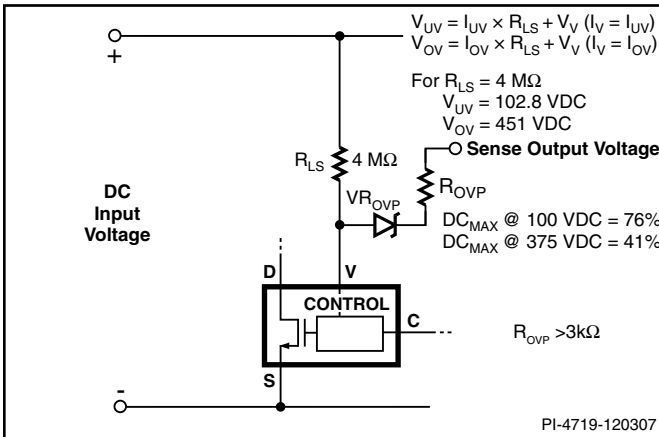 V_UV = I_UV × R_LS + V_V (I_V = I_UV)
V_OV = I_OV × R_LS + V_V (I_V = I_OV)
+
For R_LS = 4 MΩ
V_UV = 102.8 VDC
V_OV = 451 VDC
Sense Output Voltage
R_LS 4 MΩ
R_OVP
VR_OVP
DC
Input
Voltage
DC_MAX @ 100 VDC = 76%
DC_MAX @ 375 VDC = 41%
D
V
CONTROL
C
R_OVP >3kΩ
S
-
PI-4719-120307